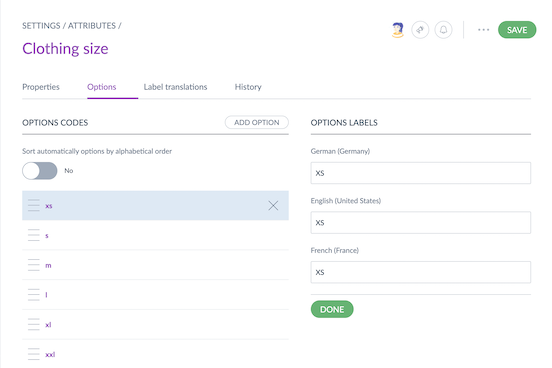 SETTINGS / ATTRIBUTES /
SAVE
Clothing size
Properties
Options
Label translations
History
OPTIONS CODES
ADD OPTION
Sort automatically options by alphabetical order
No
xs
s
m
l
xl
xxl
OPTIONS LABELS
German (Germany)
XS
English (United States)
XS
French (France)
XS
DONE